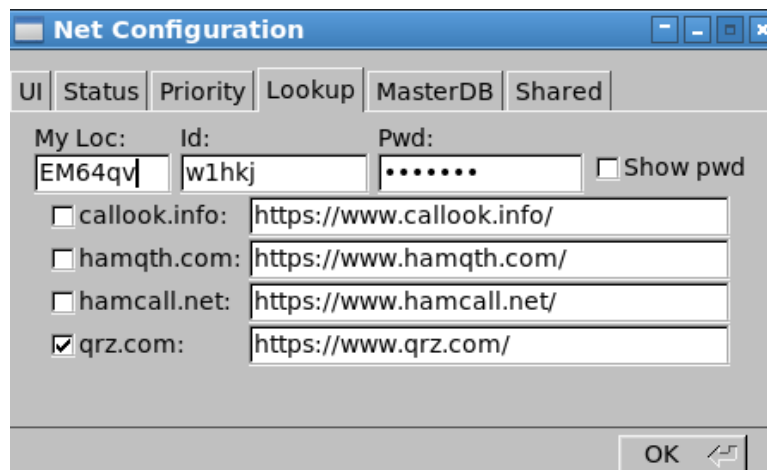 Net Configuration
UI Status Priority Lookup MasterDB Shared
My Loc: Id: Pwd:
EM64qv w1hkj ••••••• Show pwd
callook.info: https://www.callook.info/
hamqth.com: https://www.hamqth.com/
hamcall.net: https://www.hamcall.net/
qrz.com: https://www.qrz.com/
OK